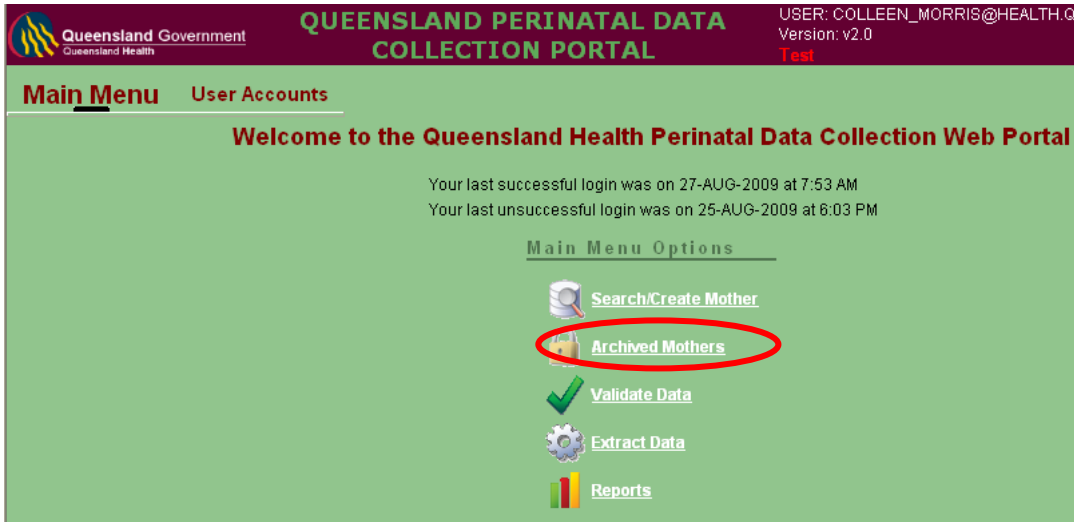 Queensland Government
Queensland Health
QUEENSLAND PERINATAL DATA
COLLECTION PORTAL
USER: COLLEEN_MORRIS@HEALTH.Q
Version: v2.0
Test
Main Menu User Accounts
Welcome to the Queensland Health Perinatal Data Collection Web Portal
Your last successful login was on 27-AUG-2009 at 7:53 AM
Your last unsuccessful login was on 25-AUG-2009 at 6:03 PM
Main Menu Options
Search/Create Mother
Archived Mothers
Validate Data
Extract Data
Reports